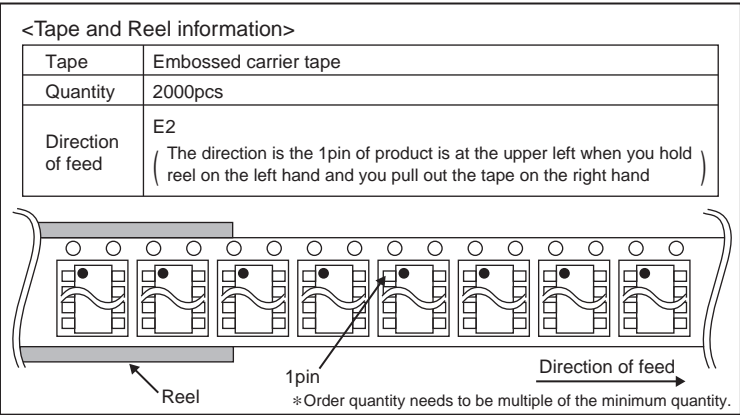 <Tape and Reel information>
Tape Embossed carrier tape
Quantity 2000pcs
Direction of feed E2
The direction is the 1pin of product is at the upper left when you hold
reel on the left hand and you pull out the tape on the right hand
Reel
1pin
Direction of feed
*Order quantity needs to be multiple of the minimum quantity.